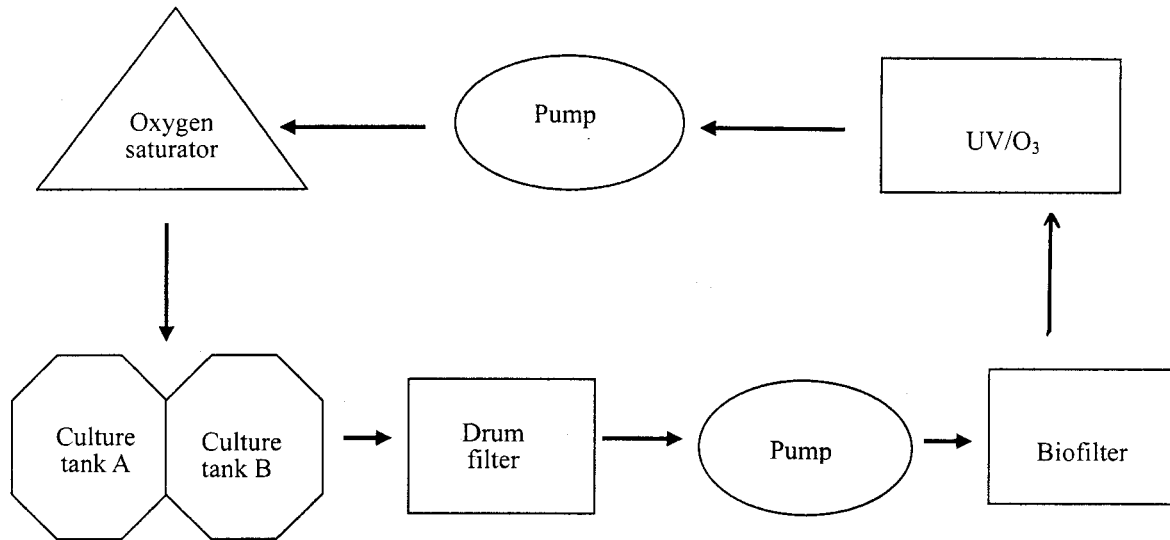 Oxygen
saturator
Pump
UV/O₃
Culture
tank A
Culture
tank B
Drum
filter
Pump
Biofilter